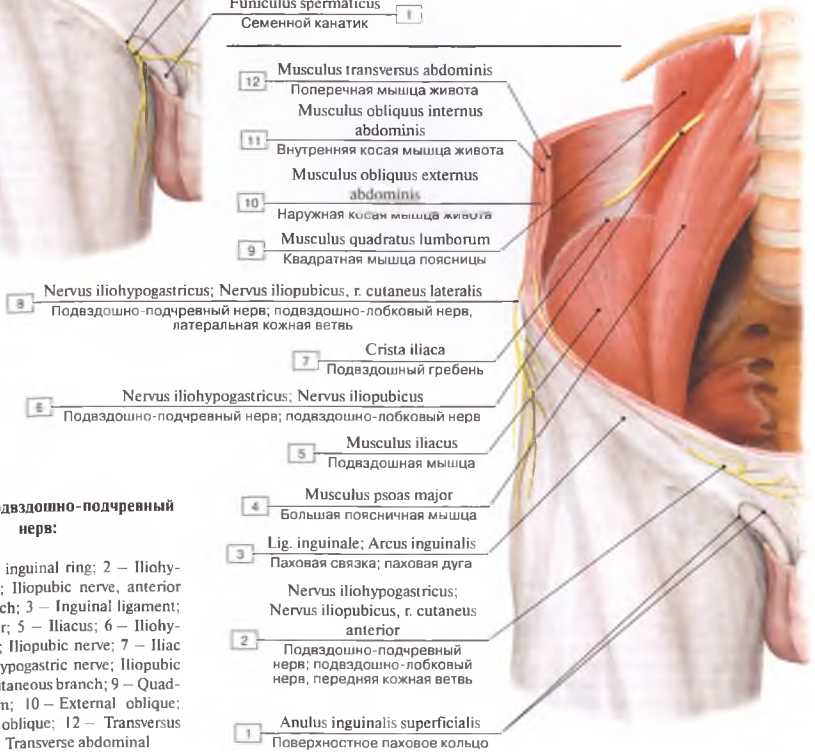 Funiculus spermaticus
Семенной канатик
1
12
Musculus transversus abdominis
Поперечная мышца живота
Musculus obliquus internus
abdominis
11
Внутренняя косая мышца живота
Musculus obliquus externus
abdominis
10
Наружная косая мышца живота
Musculus quadratus lumborum
9
Квадратная мышца поясницы
Nervus iliohypogastricus; Nervus iliopubicus, r. cutaneus lateralis
8
Подвздошно-подчревный нерв; подвздошно-лобковый нерв,
латеральная кожная ветвь
Crista iliaca
7
Подвздошный гребень
Nervus iliohypogastricus; Nervus iliopubicus
6
Подвздошно-подчревный нерв; подвздошно-лобковый нерв
Musculus iliacus
5
Подвздошная мышца
Musculus psoas major
4
Большая поясничная мышца
Lig. inguinale; Arcus inguinalis
3
Паховая связка; паховая дуга
Nervus iliohypogastricus;
Nervus iliopubicus, r. cutaneus
anterior
2
Подвздошно-подчревный
нерв; подвздошно-лобковый
нерв, передняя кожная ветвь
Anulus inguinalis superficialis
1
Поверхностное паховое кольцо
двздошно-подчревный
нерв:
inguinal ring; 2 — Iliohy-
; Iliopubic nerve, anterior
ch; 3 — Inguinal ligament;
r; 5 — Iliacus; 6 — Iliohy-
; Iliopubic nerve; 7 — Iliac
ypogastric nerve; Iliopubic
utaneous branch; 9 — Quad-
m; 10 — External oblique;
oblique; 12 — Transversus
Transverse abdominal